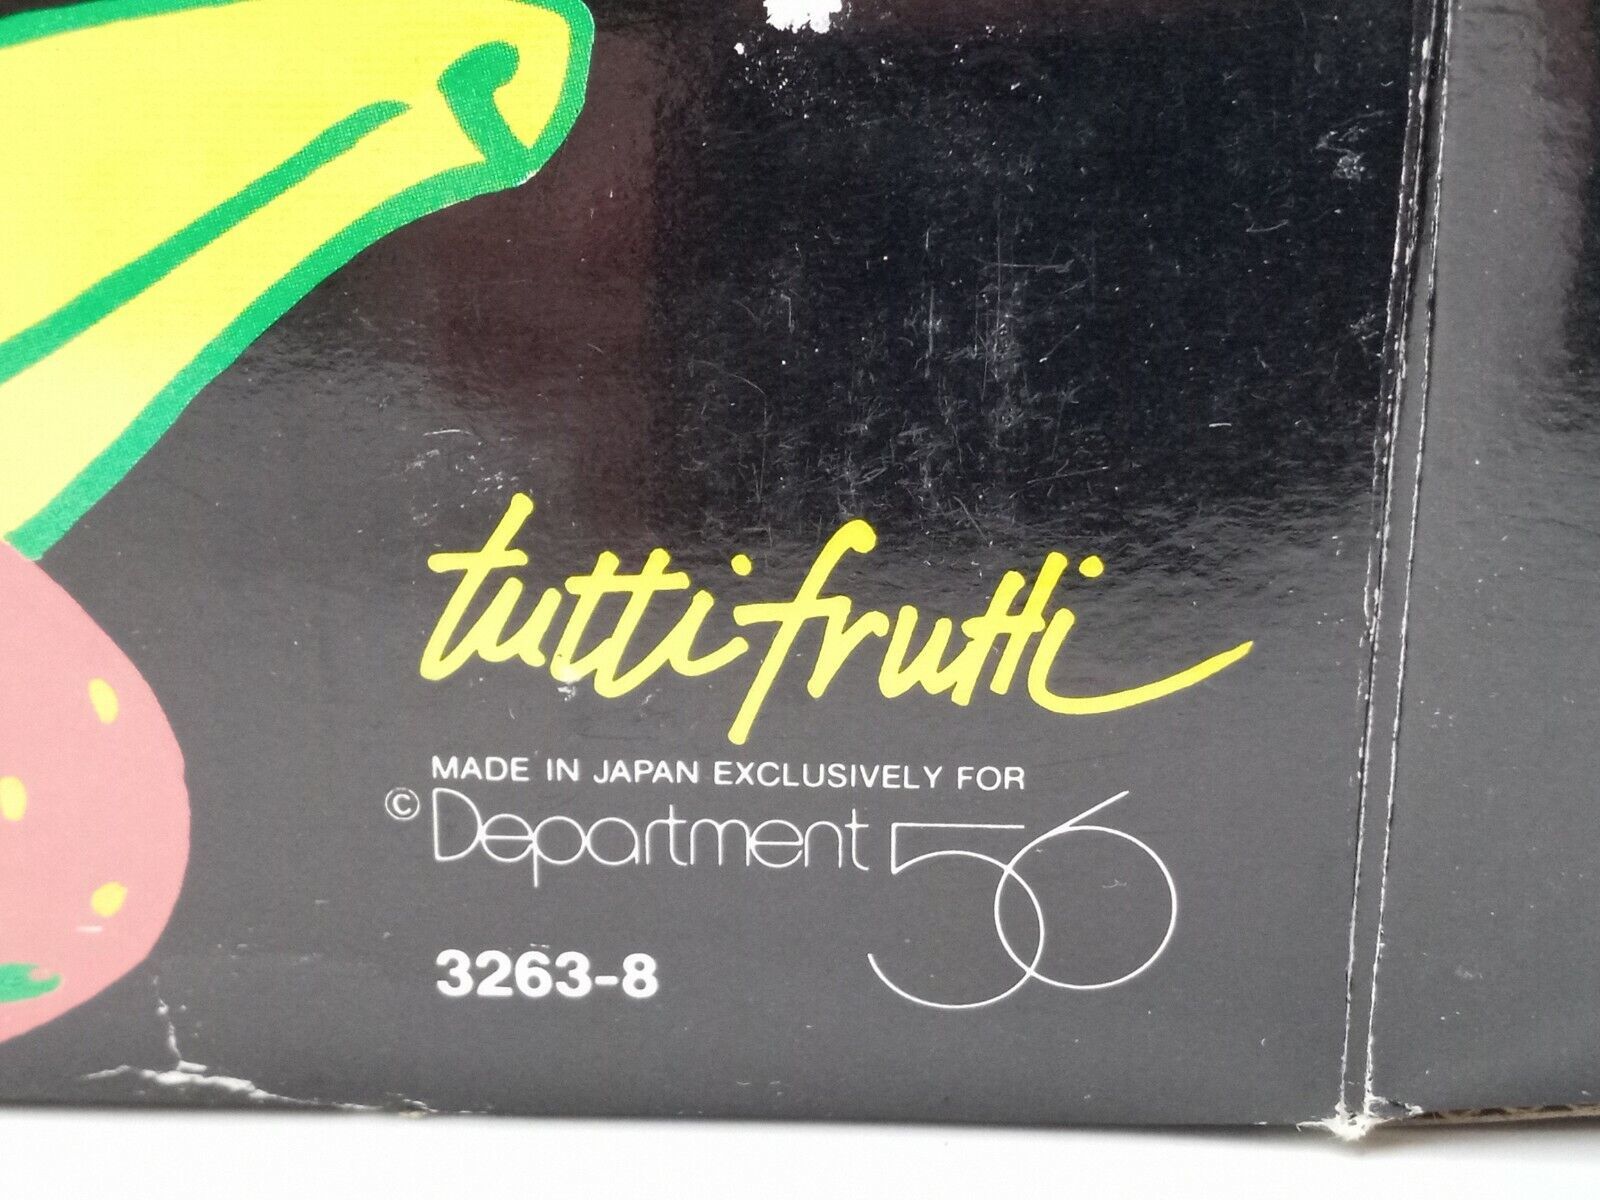 tutti frutti
MADE IN JAPAN EXCLUSIVELY FOR
© Department 56
3263-8